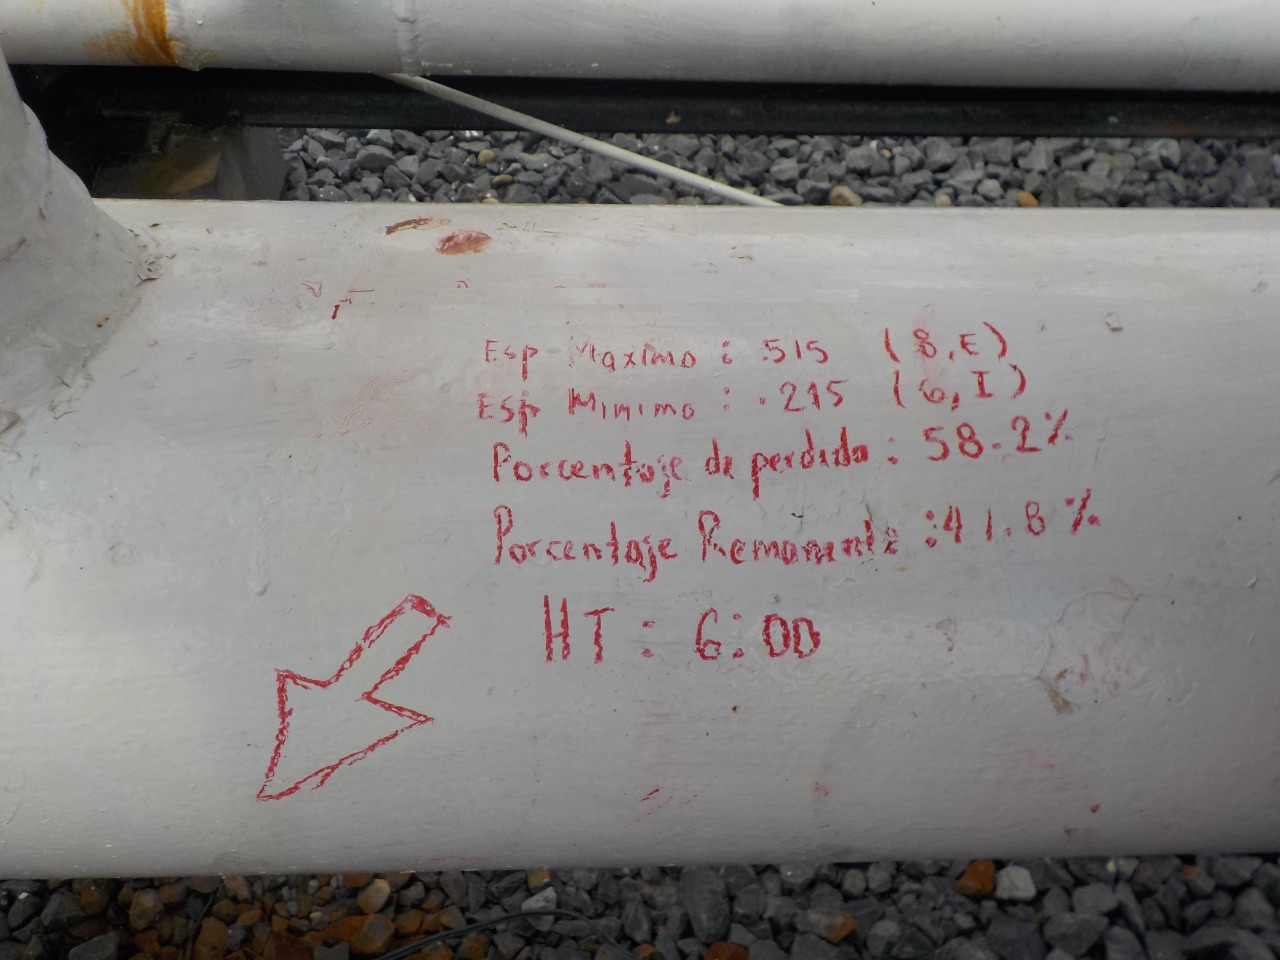 Esp Maximo : .515 (8,E)
Esp Minimo : .215 (6,I)
Porcentaje de perdida : 58.2%
Porcentaje Remanente : 41.8%
HT : 6:00